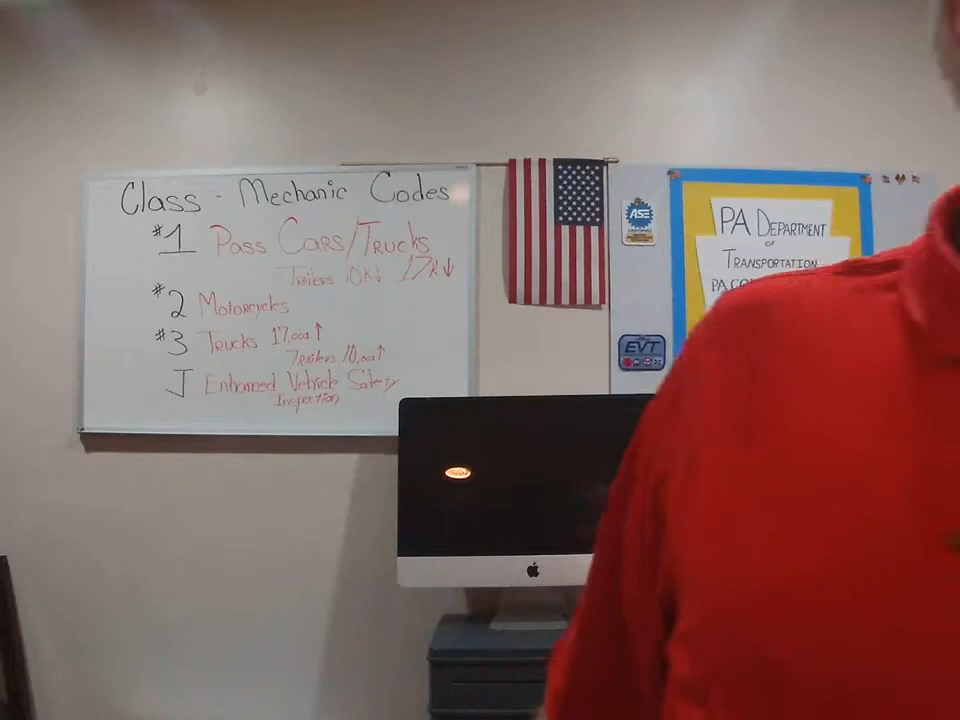 Class - Mechanic Codes
#1 Pass Cars/Trucks
Trailers 10K↓ 17K↓
#2 Motorcycles
#3 Trucks 17,001↑
Trailers 10,001↑
J Enhanced Vehicle Safety
Inspection
ASE
PA DEPARTMENT
OF
TRANSPORTATION
PA
EVT